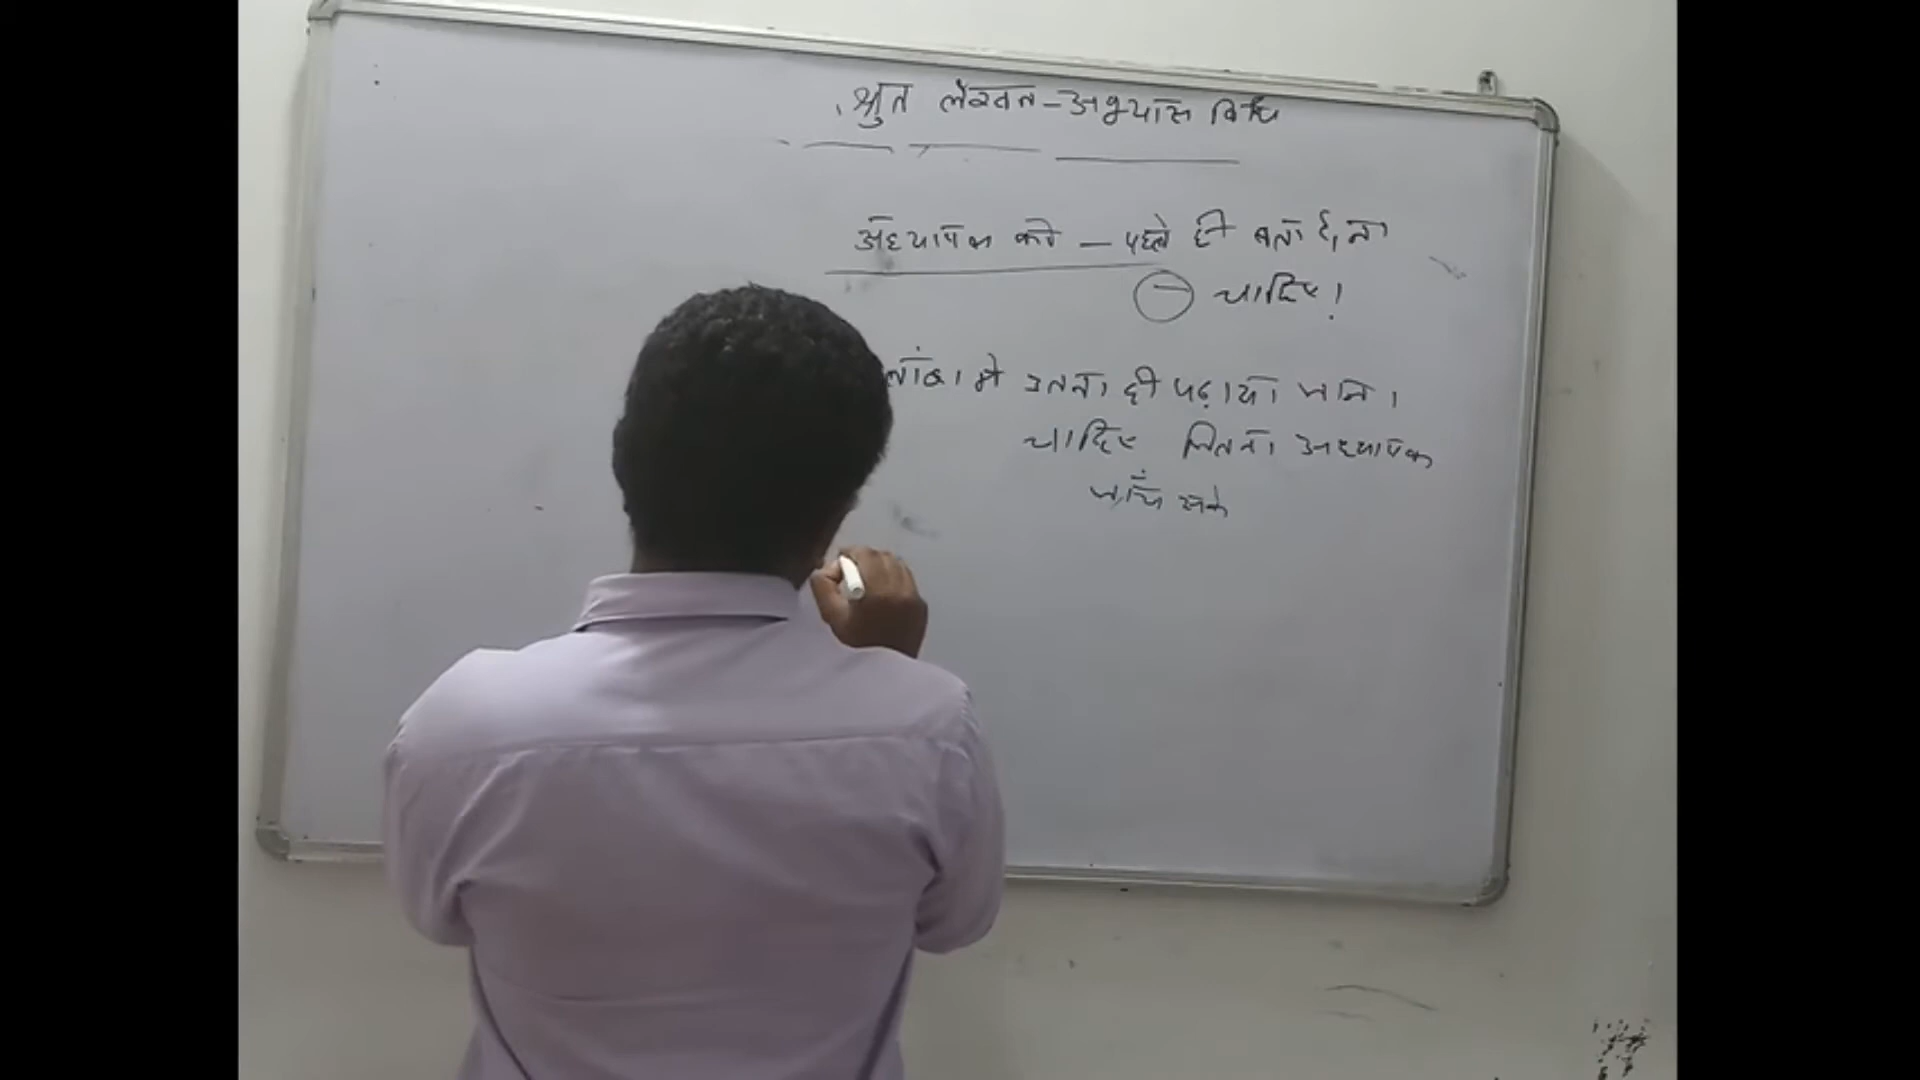 श्रुत लेखन - अभ्यास विधि
अध्यापक को - पहले ही बता देना
चाहिए।
में उतना ही पढ़ाया जाना
चाहिए जितना अध्यापक
जाँच सके